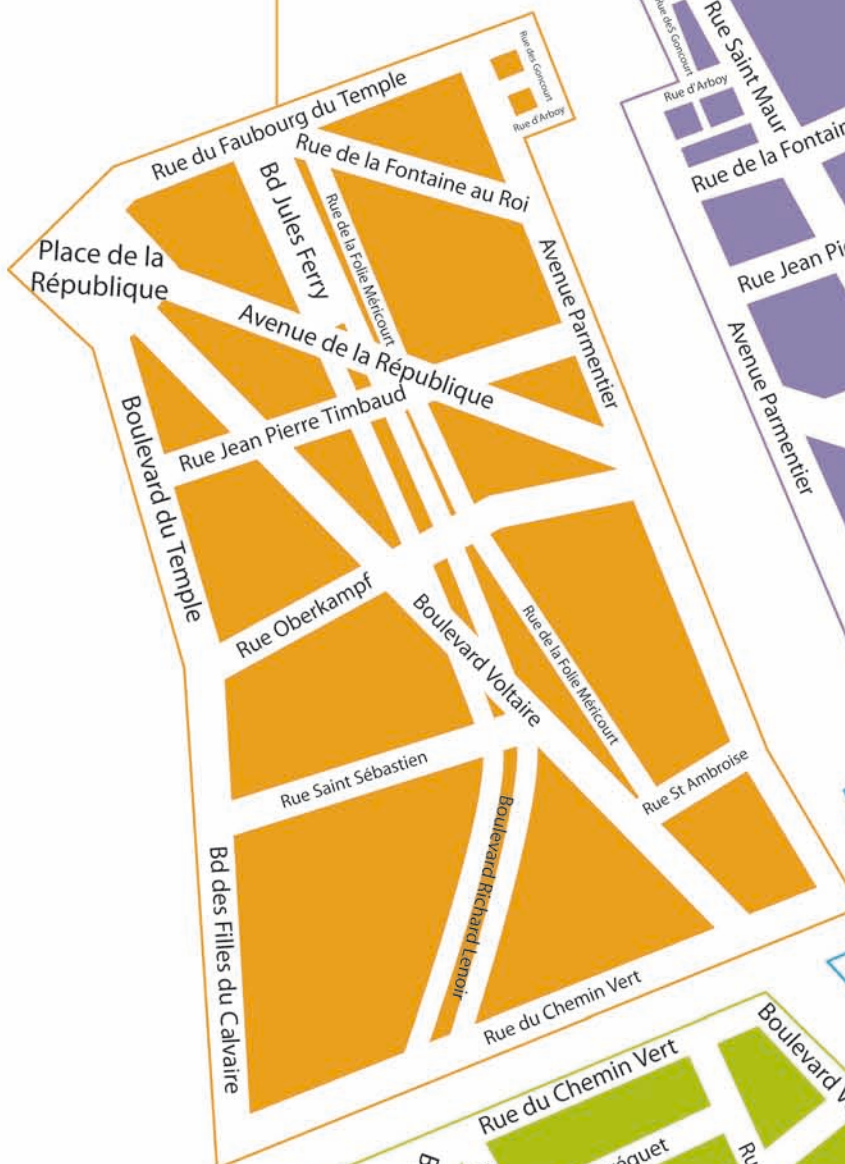 Rue des Goncourt
Rue d'Arboy
Rue du Faubourg du Temple
Rue de la Fontaine au Roi
Bd Jules Ferry
Rue de la Folie Méricourt
Place de la
République
Avenue de la République
Avenue Parmentier
Rue Jean Pierre Timbaud
Boulevard du Temple
Rue Oberkampf
Boulevard Voltaire
Rue de la Folie Méricourt
Rue Saint Sébastien
Rue St Ambroise
Boulevard Richard Lenoir
Bd des Filles du Calvaire
Rue du Chemin Vert
Rue deS Goncourt
Rue Saint Maur
Rue d'Arboy
Rue de la Fontain
Rue Jean Pi
Avenue Parmentier
Rue du Chemin Vert
Boulevard V